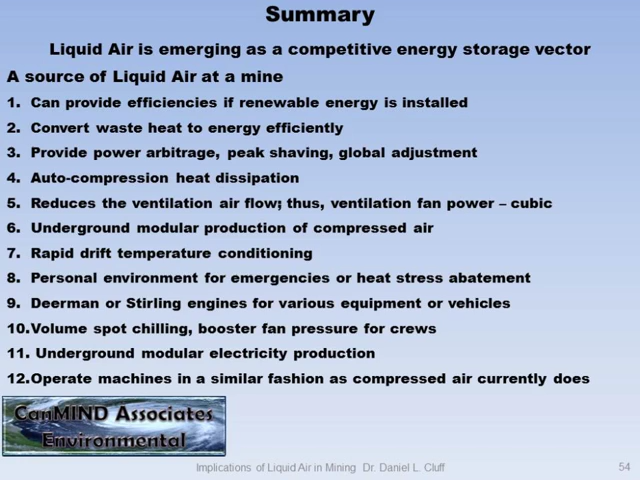 Summary
Liquid Air is emerging as a competitive energy storage vector
A source of Liquid Air at a mine
1. Can provide efficiencies if renewable energy is installed
2. Convert waste heat to energy efficiently
3. Provide power arbitrage, peak shaving, global adjustment
4. Auto-compression heat dissipation
5. Reduces the ventilation air flow; thus, ventilation fan power – cubic
6. Underground modular production of compressed air
7. Rapid drift temperature conditioning
8. Personal environment for emergencies or heat stress abatement
9. Deerman or Stirling engines for various equipment or vehicles
10.Volume spot chilling, booster fan pressure for crews
11. Underground modular electricity production
12.Operate machines in a similar fashion as compressed air currently does
CanMIND Associates
Environmental
Implications of Liquid Air in Mining Dr. Daniel L. Cluff
54